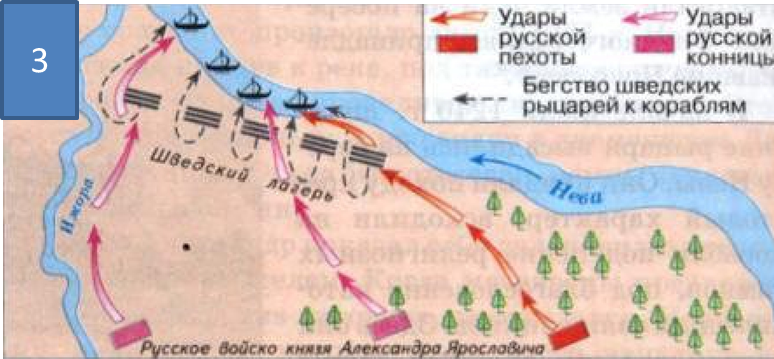 3
Удары
русской
пехоты
Удары
русской
конницы
Бегство шведских
рыцарей к кораблям
Шведский лагерь
Ижора
Нева
Русское войско князя Александра Ярославича